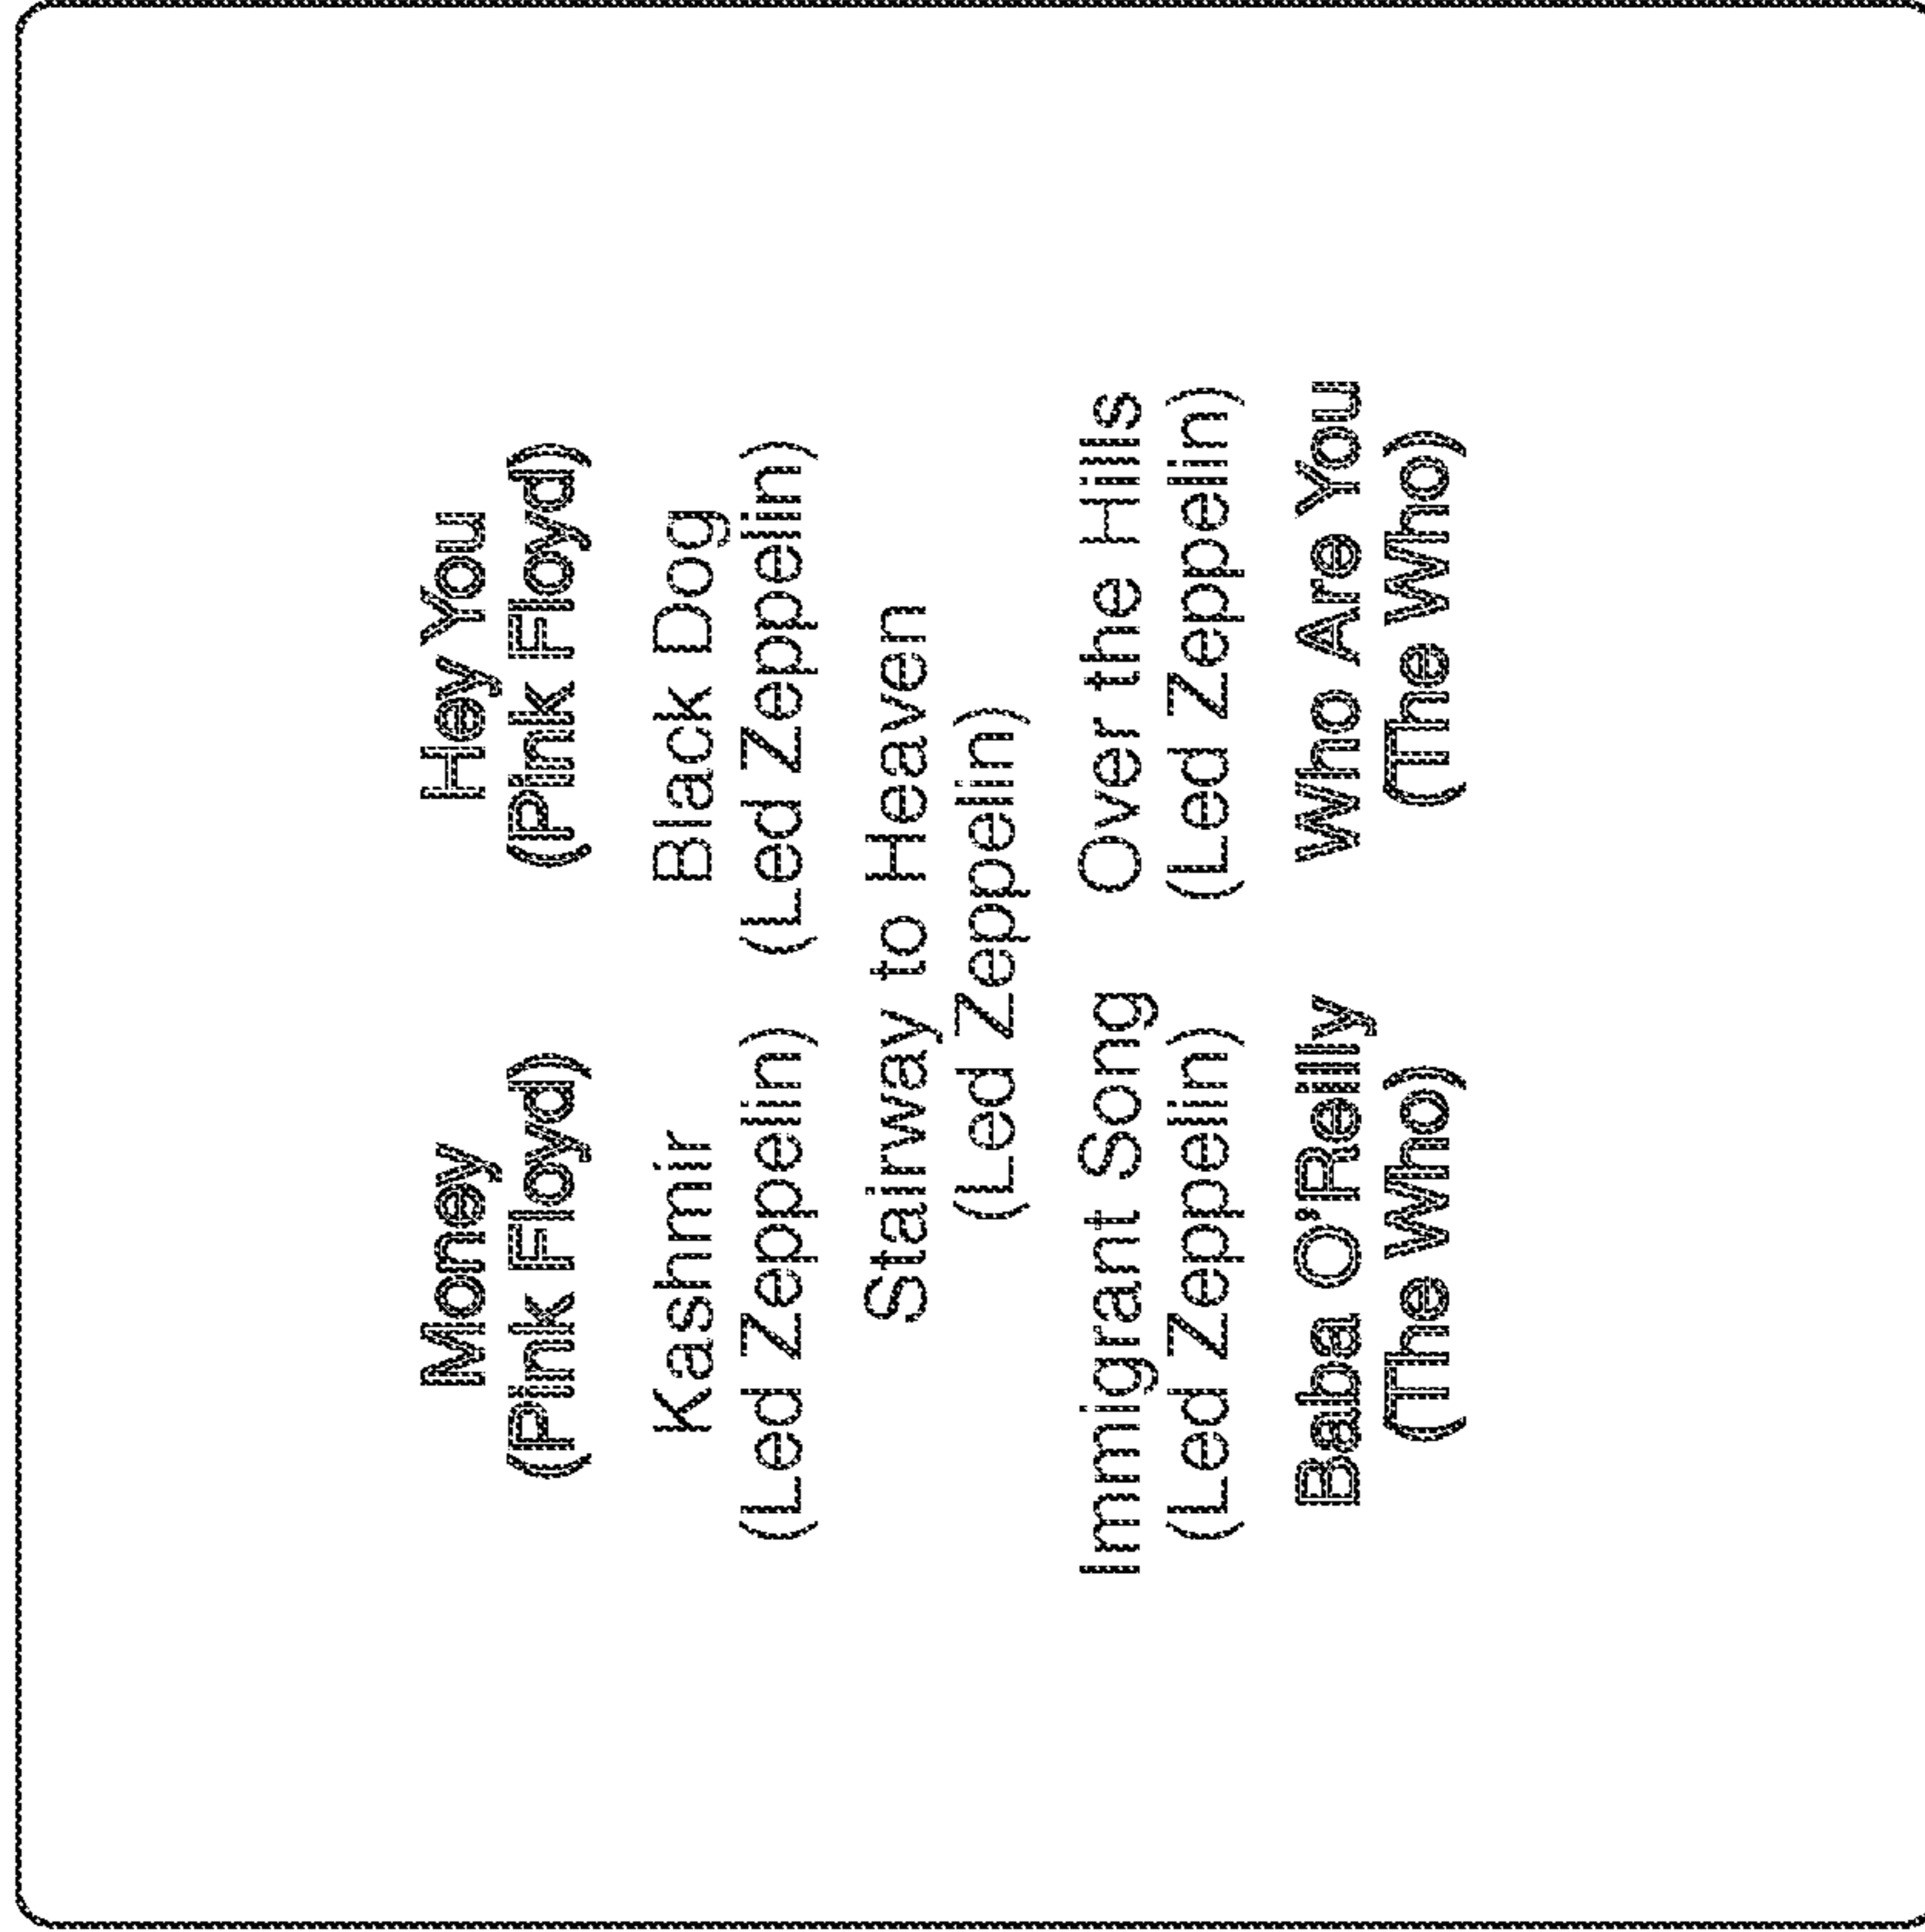 Money
(Pink Floyd)
Hey You
(Pink Floyd)
Kashmir
(Led Zeppelin)
Black Dog
(Led Zeppelin)
Stairway to Heaven
(Led Zeppelin)
Immigrant Song
(Led Zeppelin)
Over the Hills
(Led Zeppelin)
Baba O'Reilly
(The Who)
Who Are You
(The Who)